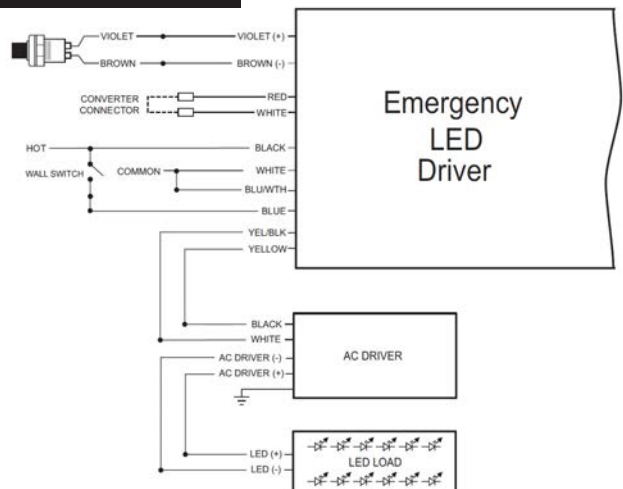 VIOLET VIOLET (+)
BROWN BROWN (-)
CONVERTER
CONNECTOR
RED
WHITE
HOT BLACK
WALL SWITCH COMMON WHITE
BLU/WTH
BLUE
YEL/BLK
YELLOW
Emergency
LED
Driver
BLACK
WHITE
AC DRIVER (-)
AC DRIVER (+)
AC DRIVER
LED (+)
LED (-)
LED LOAD